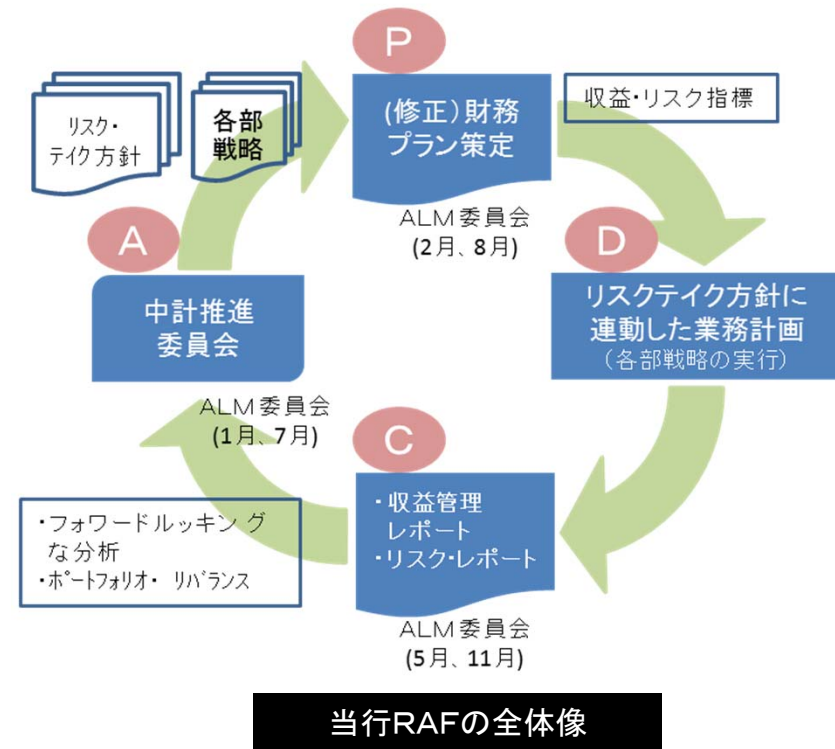 P
(修正)財務
プラン策定
収益・リスク指標
リスク・
テイク方針
各部
戦略
ALM委員会
(2月、8月)
A
D
中計推進
委員会
リスクテイク方針に
連動した業務計画
(各部戦略の実行)
ALM委員会
(1月、7月)
C
・収益管理
レポート
・リスク・レポート
・フォワードルッキング
な分析
・ポートフォリオ・ リバランス
ALM委員会
(5月、11月)
当行RAFの全体像